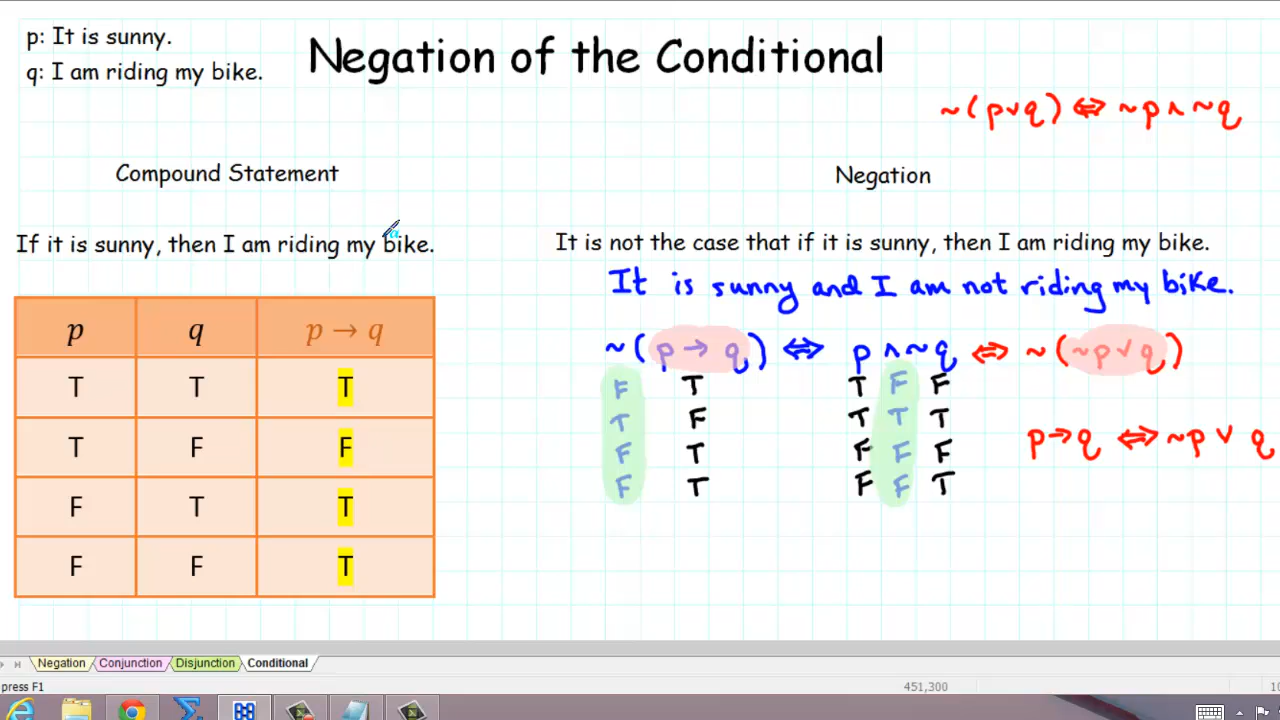 p: It is sunny.
q: I am riding my bike.
Negation of the Conditional
~(p∨q) ⇔ ~p ∧ ~q
Compound Statement
Negation
If it is sunny, then I am riding my bike.
It is not the case that if it is sunny, then I am riding my bike.
It is sunny and I am not riding my bike.
p q p → q
T T T
T F F
F T T
F F T
~(p → q) ⇔ p ∧ ~q ⇔ ~(~p ∨ q)
F T T F F
T F T T T
F T F F F
F T F F T
p→q ⇔ ~p ∨ q
Negation Conjunction Disjunction Conditional
press F1
451,300
10